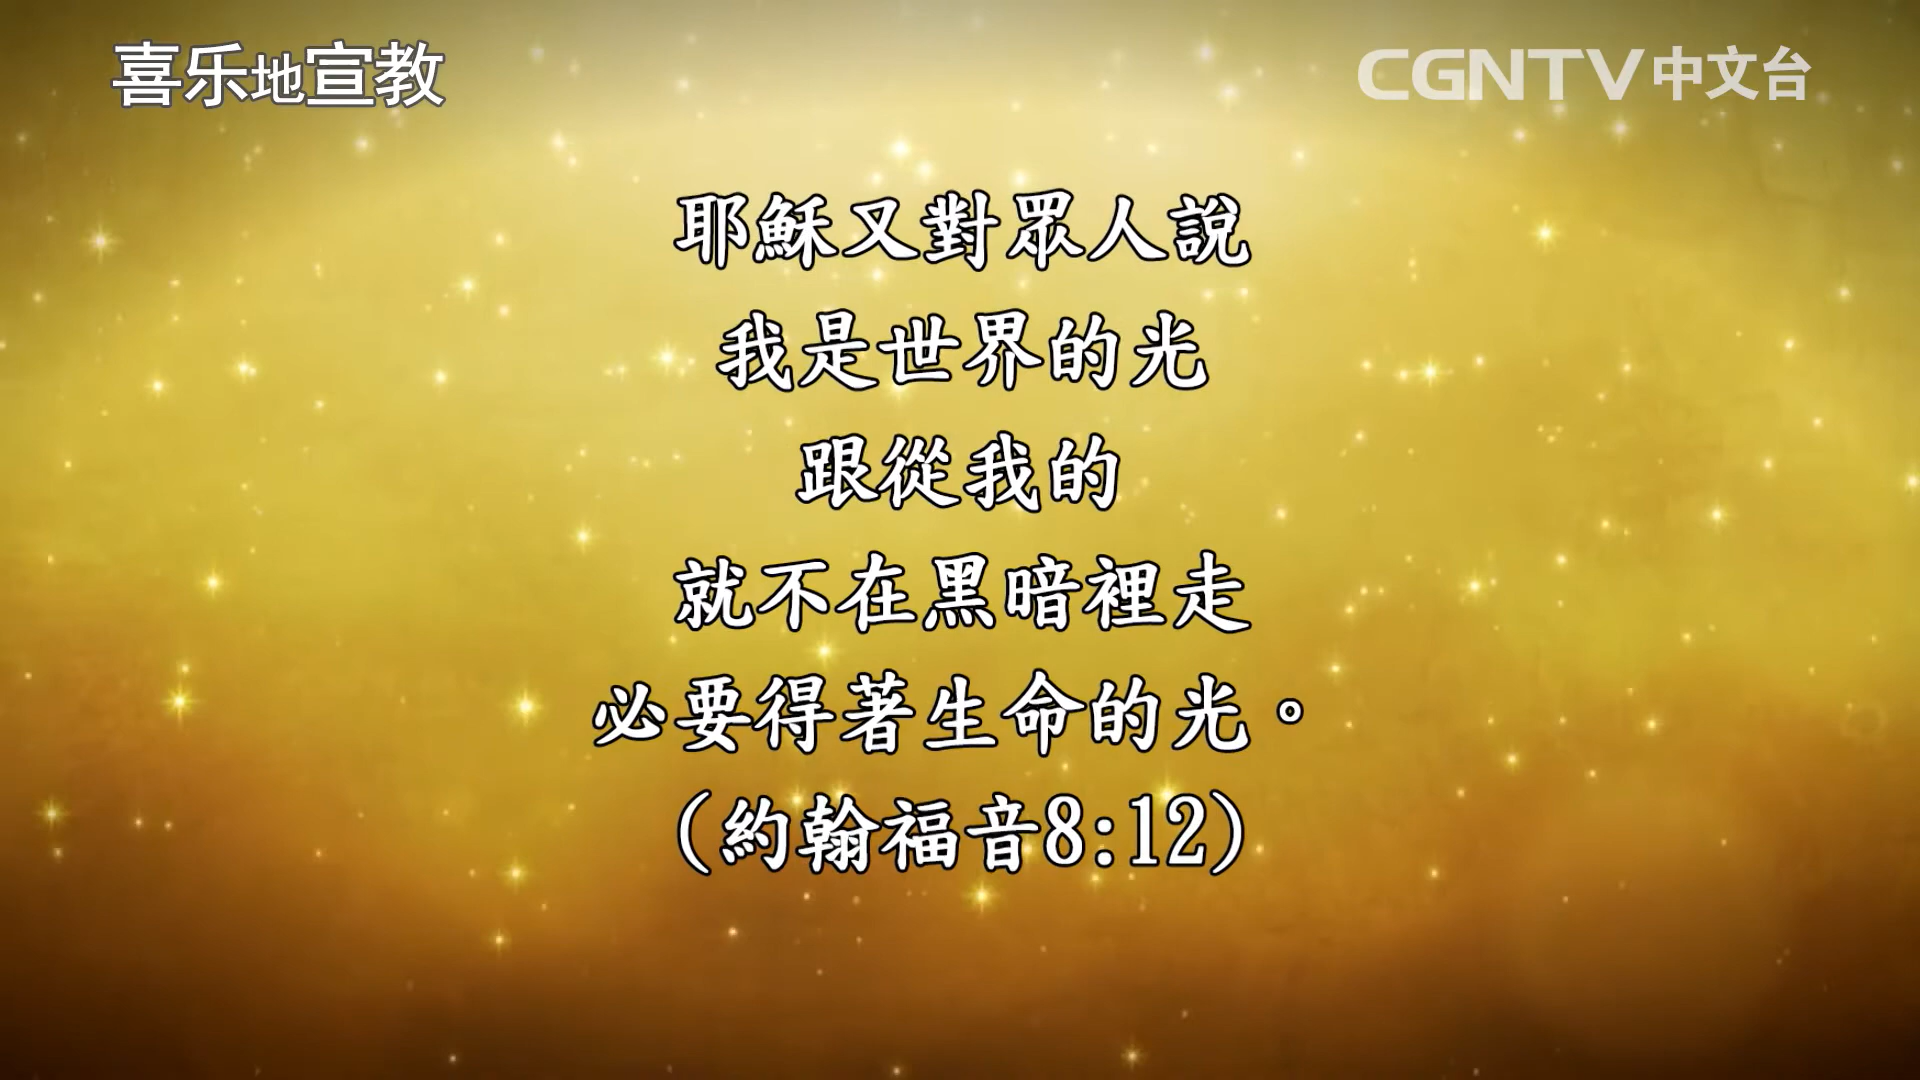 喜乐地宣教
CGNTV中文台
耶穌又對眾人說
我是世界的光
跟從我的
就不在黑暗裡走
必要得著生命的光。
(約翰福音8:12)